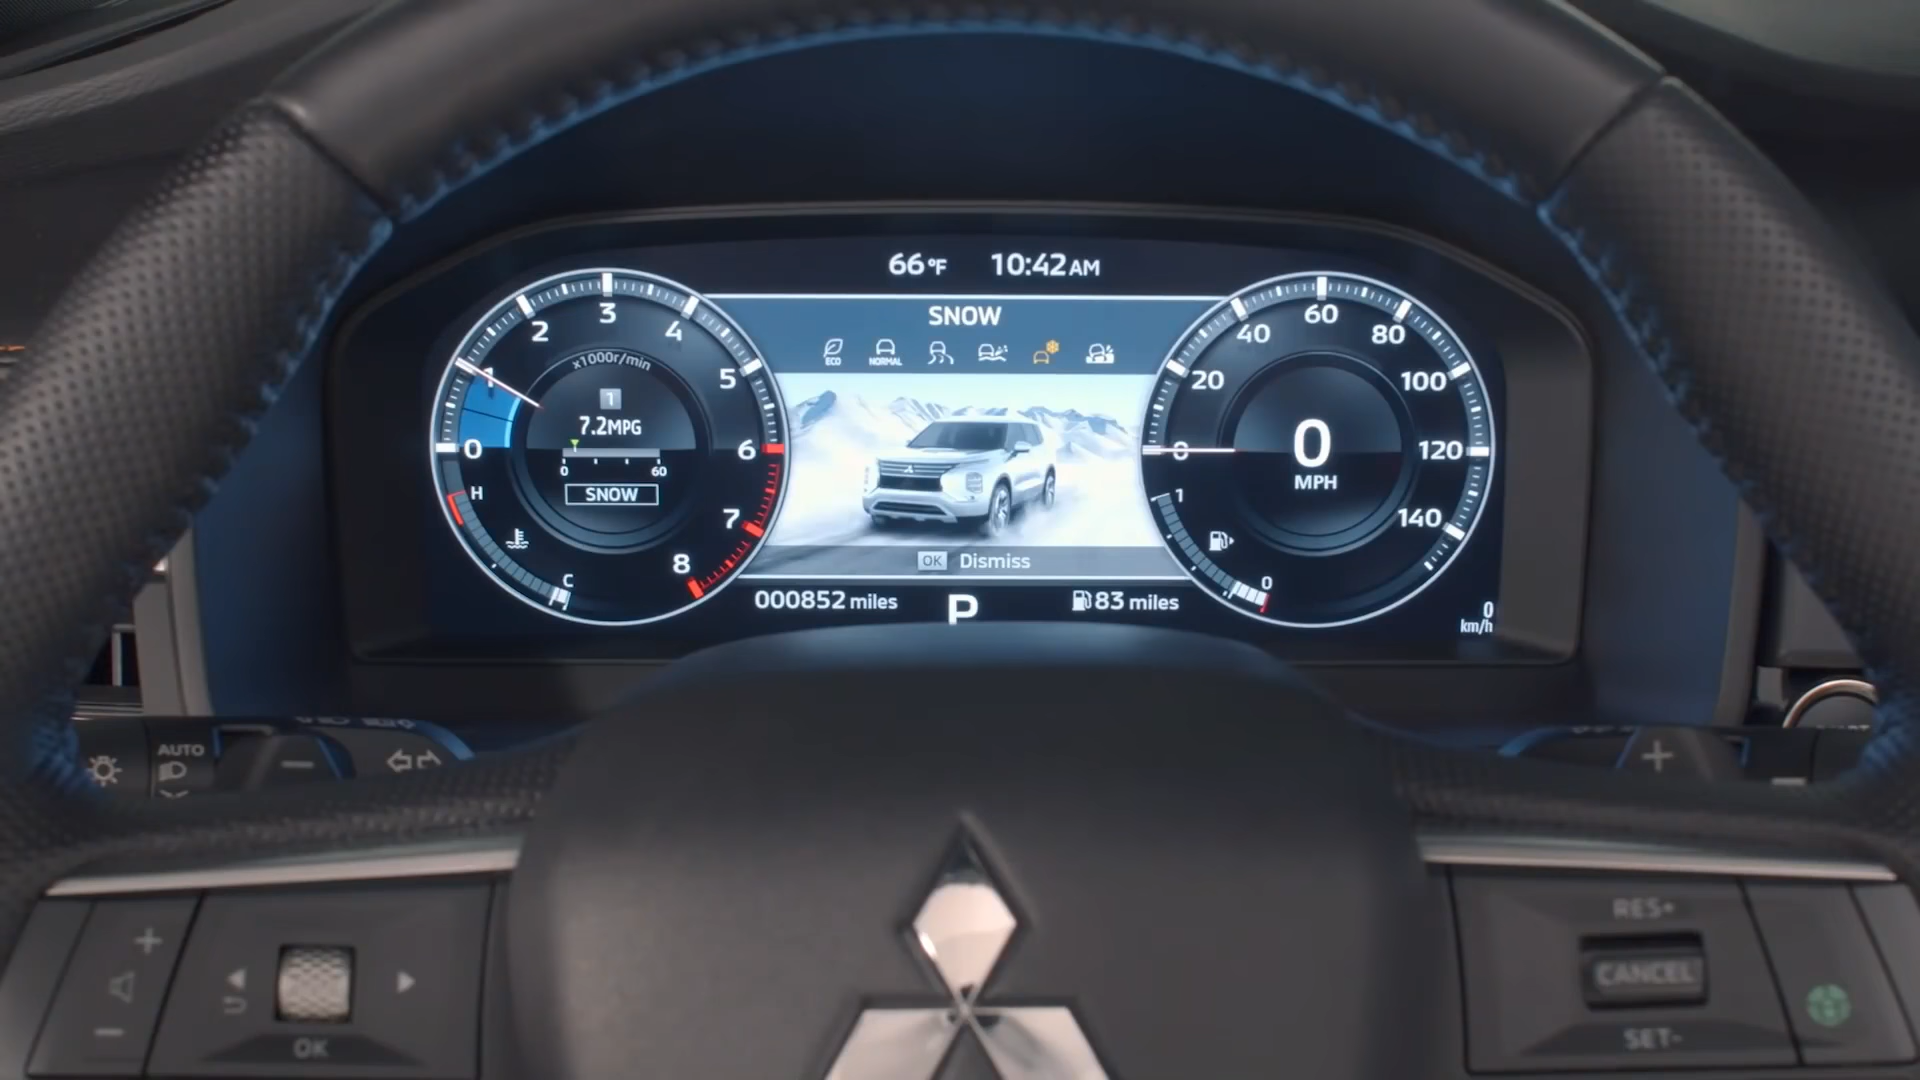 66°F 10:42AM
SNOW
ECO NORMAL
1 2 3 4 5 6 7 8
0
x1000r/min
1
7.2MPG
0 60
SNOW
H
C
0 20 40 60 80 100 120 140
0
MPH
1
0
OK Dismiss
000852 miles P 83 miles
0
km/h
AUTO
OK
RES+
CANCEL
SET-